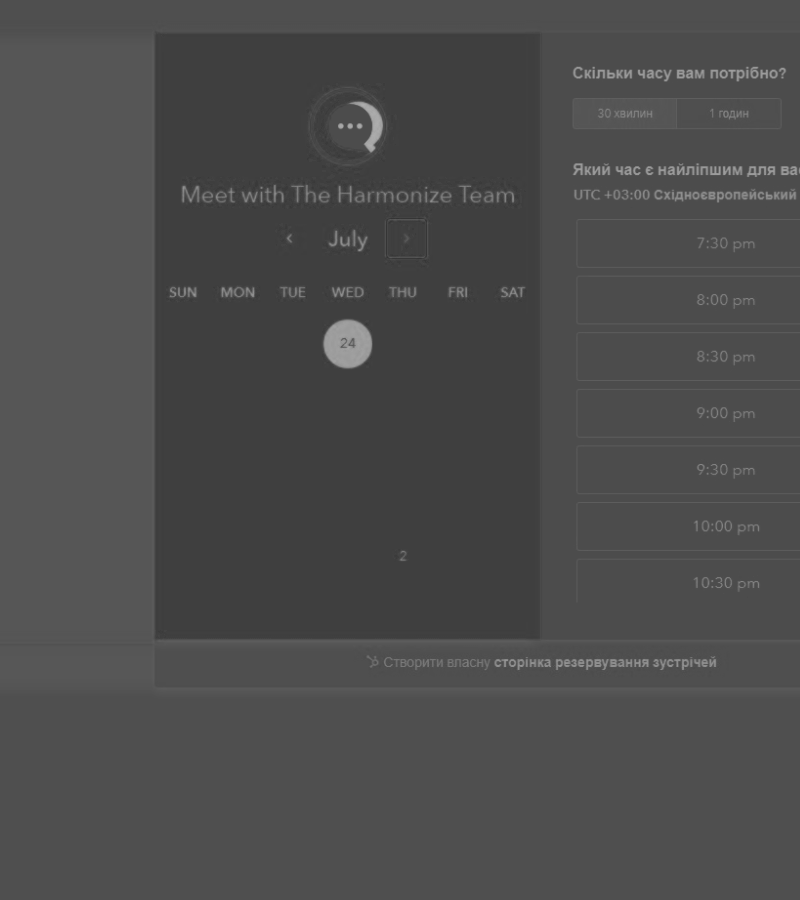 Meet with The Harmonize Team
July
SUN MON TUE WED THU FRI SAT
24
2
Скільки часу вам потрібно?
30 хвилин 1 годин
Який час є найліпшим для
UTC +03:00 Східноєвропейський
7:30 pm
8:00 pm
8:30 pm
9:00 pm
9:30 pm
10:00 pm
10:30 pm
Створити власну сторінка резервування зустрічей